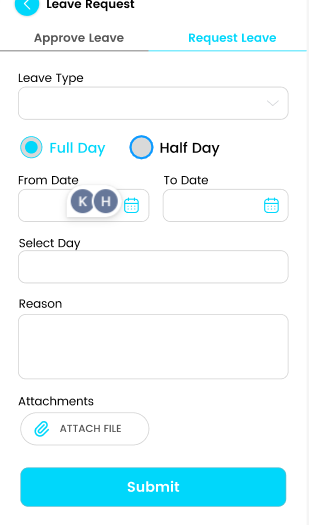 Leave Request
Approve Leave Request Leave
Leave Type
Full Day Half Day
From Date To Date
K H
Select Day
Reason
Attachments
ATTACH FILE
Submit